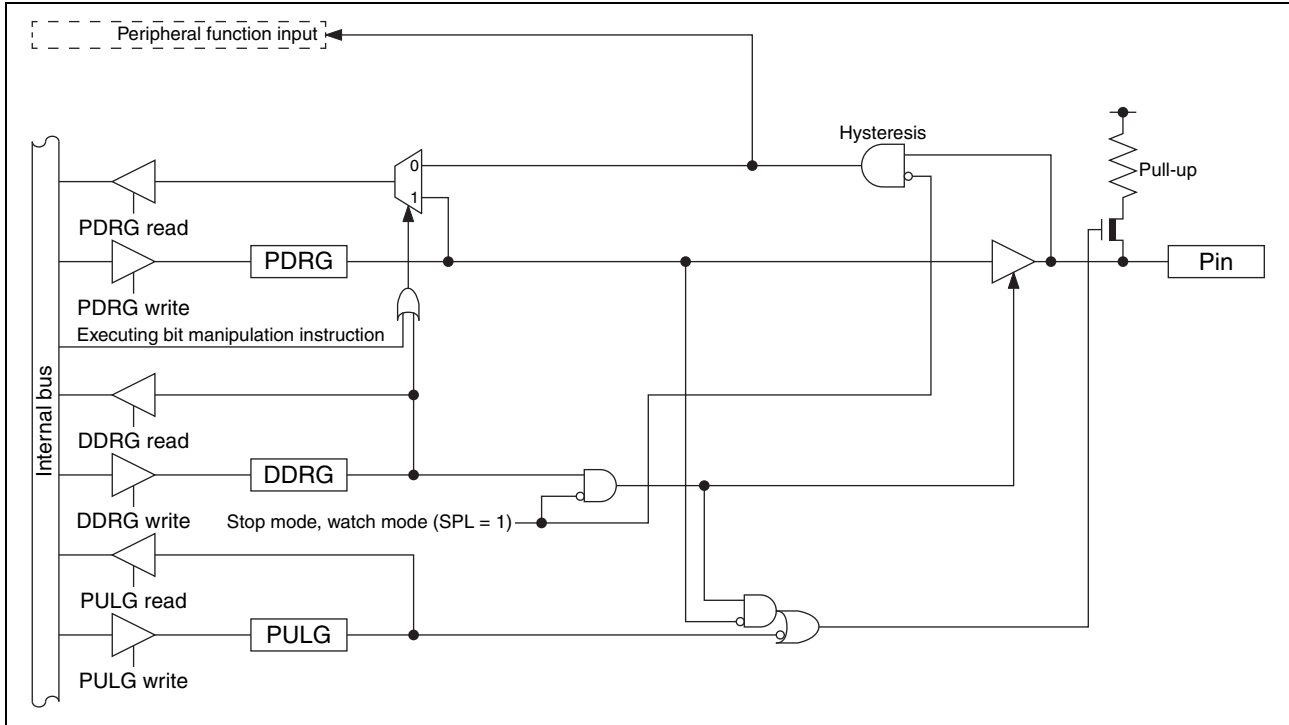 Peripheral function input
Hysteresis
0
Pull-up
1
PDRG read
PDRG
Pin
PDRG write
Executing bit manipulation instruction
Internal bus
DDRG read
DDRG
DDRG write
Stop mode, watch mode (SPL = 1)
PULG read
PULG
PULG write